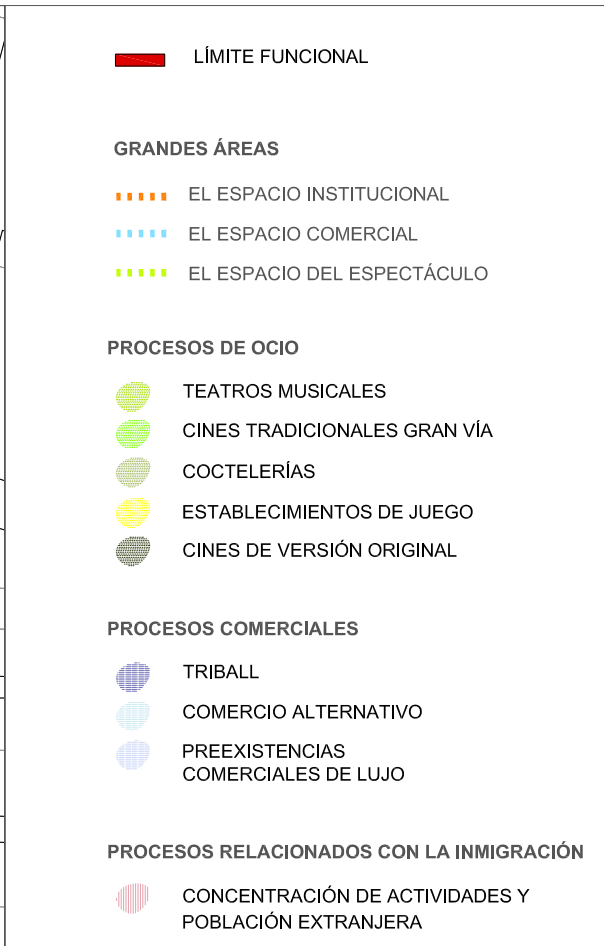 LÍMITE FUNCIONAL
GRANDES ÁREAS
EL ESPACIO INSTITUCIONAL
EL ESPACIO COMERCIAL
EL ESPACIO DEL ESPECTÁCULO
PROCESOS DE OCIO
TEATROS MUSICALES
CINES TRADICIONALES GRAN VÍA
COCTELERÍAS
ESTABLECIMIENTOS DE JUEGO
CINES DE VERSIÓN ORIGINAL
PROCESOS COMERCIALES
TRIBALL
COMERCIO ALTERNATIVO
PREEXISTENCIAS
COMERCIALES DE LUJO
PROCESOS RELACIONADOS CON LA INMIGRACIÓN
CONCENTRACIÓN DE ACTIVIDADES Y
POBLACIÓN EXTRANJERA